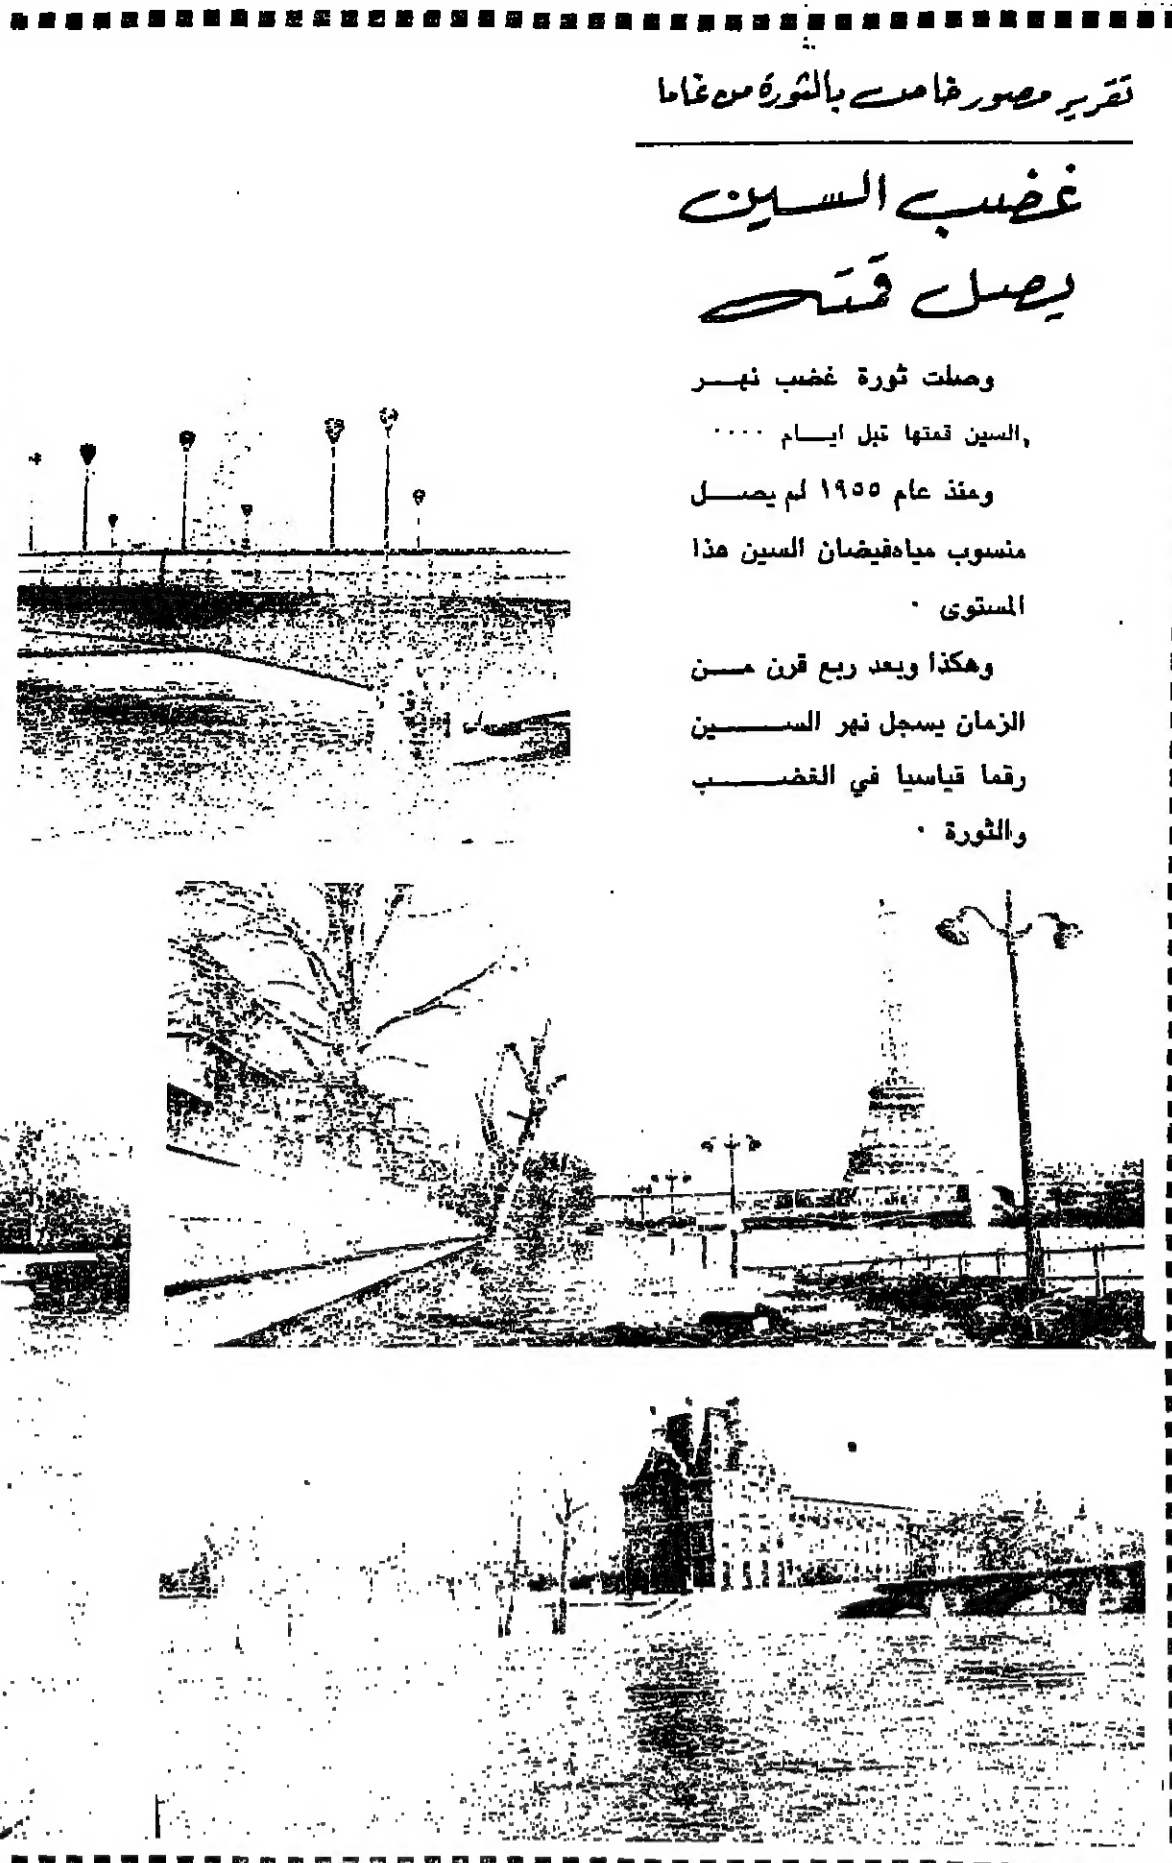 تقرير مصور خاص بالثورة من غاما
غضب السين
يصل قمته
وصلت ثورة غضب نهر
السين قمتها قبل ايام ....
ومنذ عام ١٩٥٥ لم يصل
منسوب مياه فيضان السين هذا
المستوى .
وهكذا وبعد ربع قرن من
الزمان يسجل نهر السين
رقما قياسيا في الغضب
والثورة .